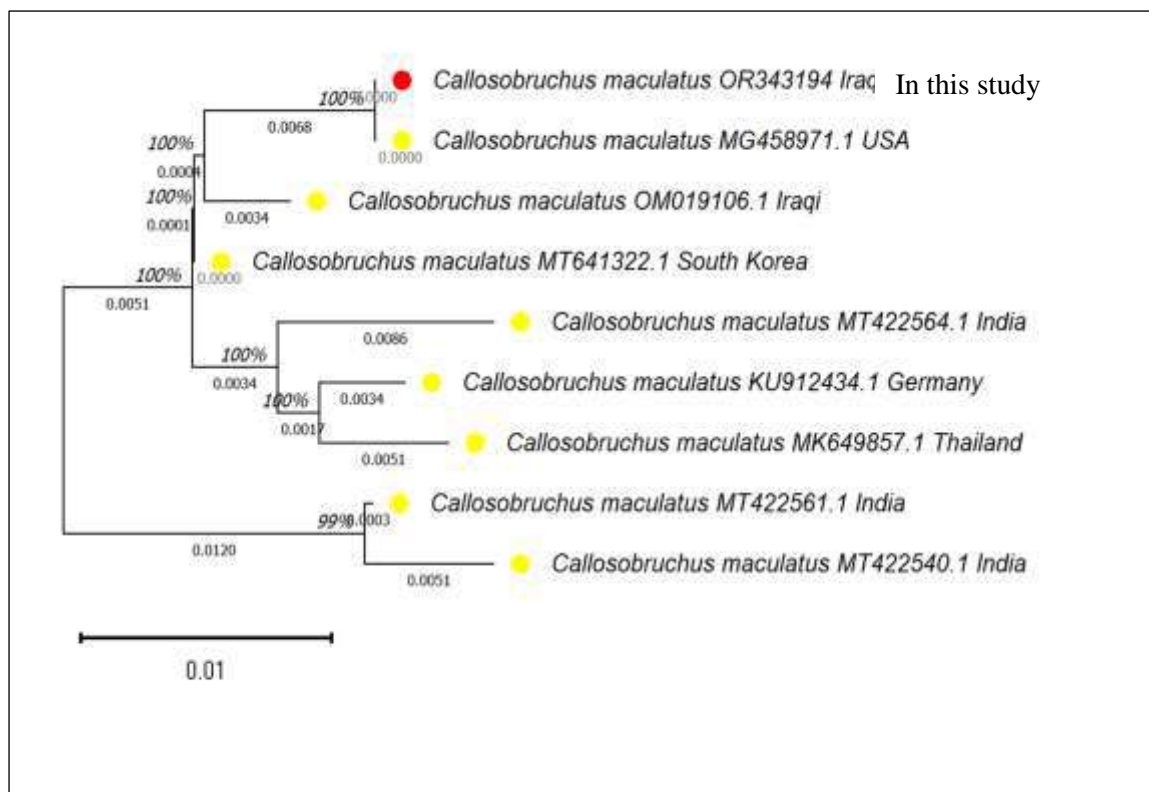 Callosobruchus maculatus OR343194 Iraq In this study
100% 0000
0.0068
Callosobruchus maculatus MG458971.1 USA
0.0000
100%
0.0004
Callosobruchus maculatus OM019106.1 Iraqi
0.0034
100%
0.0001
Callosobruchus maculatus MT641322.1 South Korea
0.0000
100%
0.0051
Callosobruchus maculatus MT422564.1 India
0.0086
100%
0.0034
Callosobruchus maculatus KU912434.1 Germany
0.0034
100%
0.0017
Callosobruchus maculatus MK649857.1 Thailand
0.0051
Callosobruchus maculatus MT422561.1 India
99% 0.0003
0.0120
Callosobruchus maculatus MT422540.1 India
0.0051
0.01